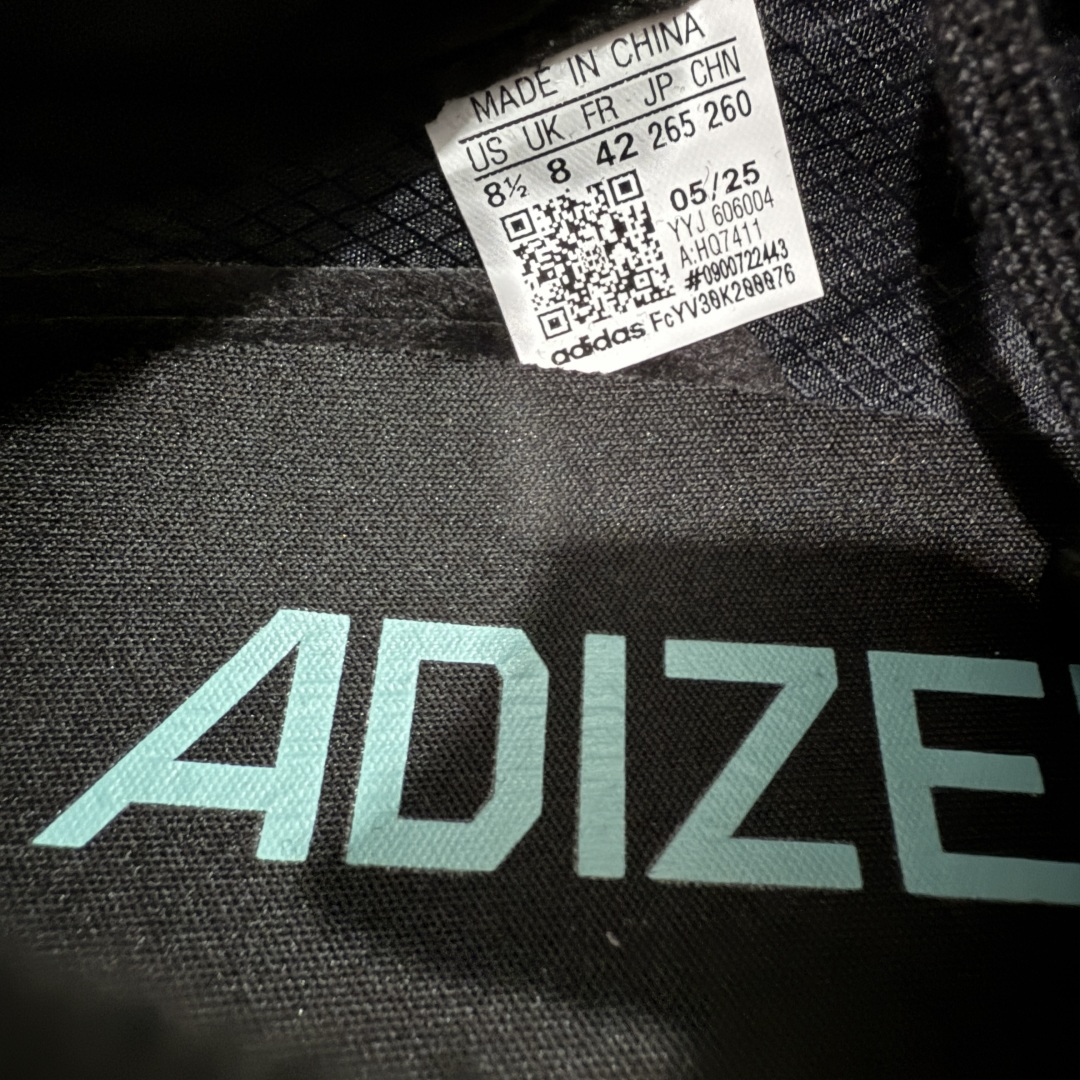 MADE IN CHINA
US UK FR JP CHN
8½ 8 42 265 260
05/25
YYJ 606004
A:HQ7411
#0900722443
adidas FcYV30K200076
ADIZE